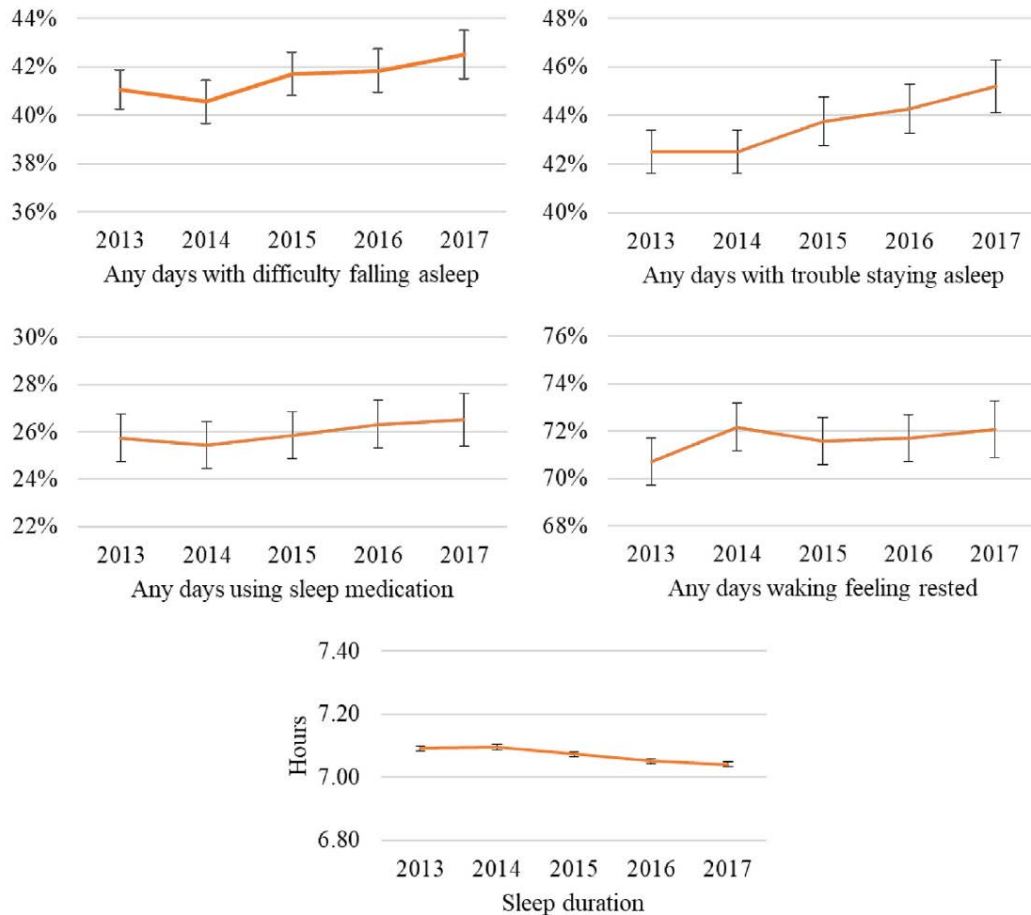 44%
42%
40%
38%
36%
2013 2014 2015 2016 2017
Any days with difficulty falling asleep
48%
46%
44%
42%
40%
2013 2014 2015 2016 2017
Any days with trouble staying asleep
30%
28%
26%
24%
22%
2013 2014 2015 2016 2017
Any days using sleep medication
76%
74%
72%
70%
68%
2013 2014 2015 2016 2017
Any days waking feeling rested
Hours
7.40
7.20
7.00
6.80
2013 2014 2015 2016 2017
Sleep duration